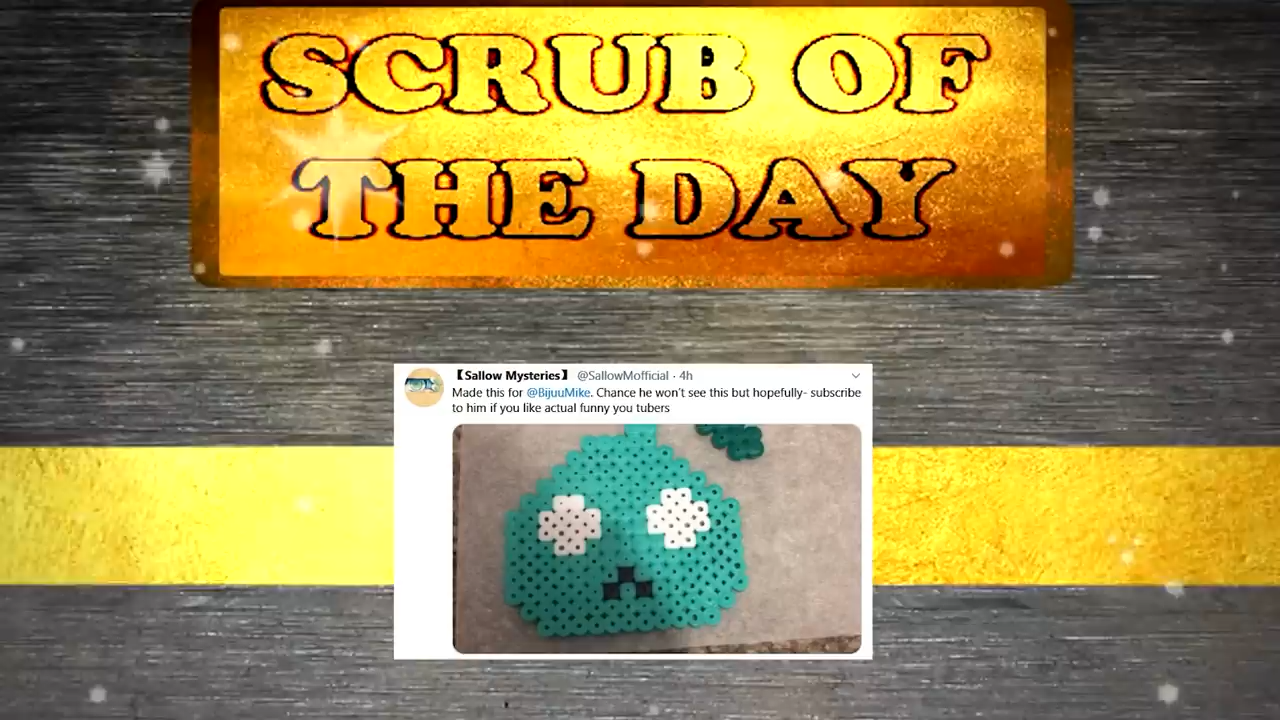 SCRUB OF
THE DAY
【Sallow Mysteries】 @SallowMofficial · 4h
Made this for @BijuuMike. Chance he won't see this but hopefully- subscribe
to him if you like actual funny you tubers